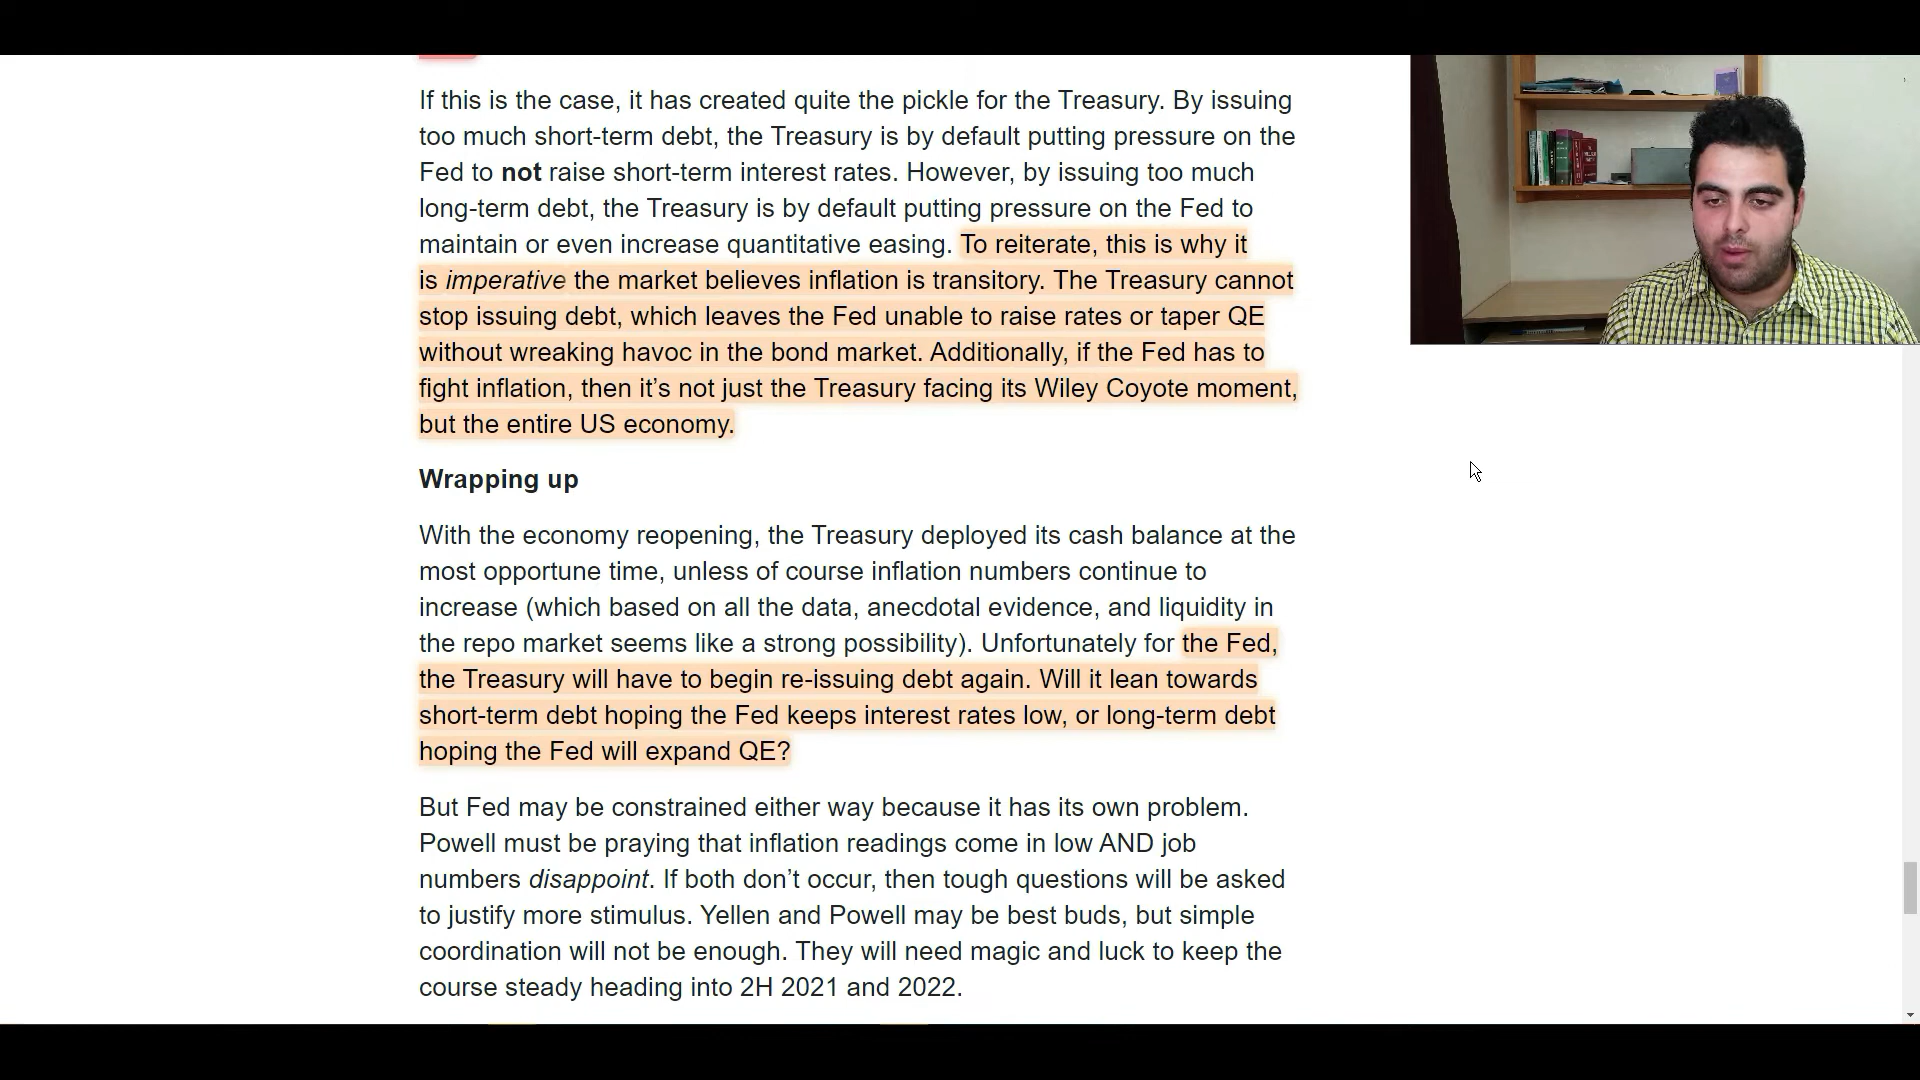 If this is the case, it has created quite the pickle for the Treasury. By issuing
too much short-term debt, the Treasury is by default putting pressure on the
Fed to not raise short-term interest rates. However, by issuing too much
long-term debt, the Treasury is by default putting pressure on the Fed to
maintain or even increase quantitative easing. To reiterate, this is why it
is imperative the market believes inflation is transitory. The Treasury cannot
stop issuing debt, which leaves the Fed unable to raise rates or taper QE
without wreaking havoc in the bond market. Additionally, if the Fed has to
fight inflation, then it’s not just the Treasury facing its Wiley Coyote moment,
but the entire US economy.
Wrapping up
With the economy reopening, the Treasury deployed its cash balance at the
most opportune time, unless of course inflation numbers continue to
increase (which based on all the data, anecdotal evidence, and liquidity in
the repo market seems like a strong possibility). Unfortunately for the Fed,
the Treasury will have to begin re-issuing debt again. Will it lean towards
short-term debt hoping the Fed keeps interest rates low, or long-term debt
hoping the Fed will expand QE?
But Fed may be constrained either way because it has its own problem.
Powell must be praying that inflation readings come in low AND job
numbers disappoint. If both don’t occur, then tough questions will be asked
to justify more stimulus. Yellen and Powell may be best buds, but simple
coordination will not be enough. They will need magic and luck to keep the
course steady heading into 2H 2021 and 2022.